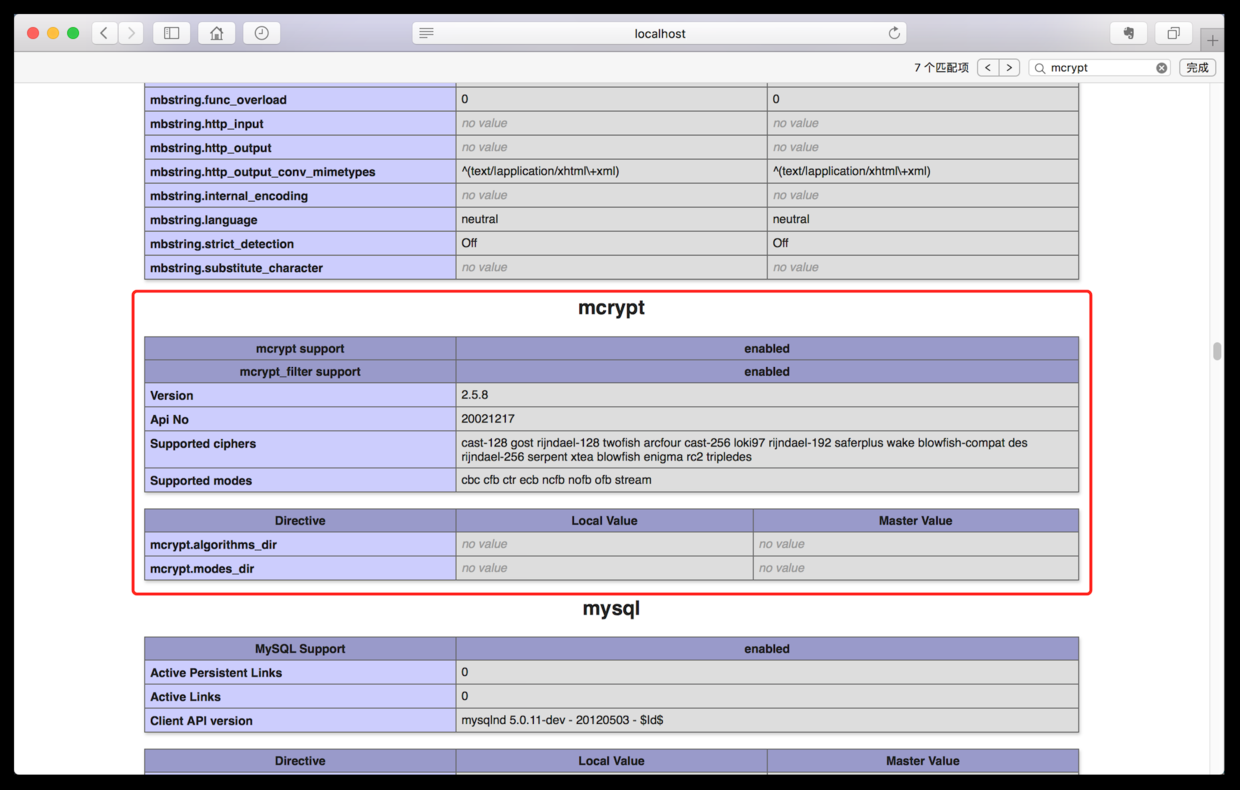 localhost
7 个匹配项 < > mcrypt 完成
mbstring.func_overload 0 0
mbstring.http_input no value no value
mbstring.http_output no value no value
mbstring.http_output_conv_mimetypes ^(text/|application/xhtml\+xml) ^(text/|application/xhtml\+xml)
mbstring.internal_encoding no value no value
mbstring.language neutral neutral
mbstring.strict_detection Off Off
mbstring.substitute_character no value no value
mcrypt
mcrypt support enabled
mcrypt_filter support enabled
Version 2.5.8
Api No 20021217
Supported ciphers cast-128 gost rijndael-128 twofish arcfour cast-256 loki97 rijndael-192 saferplus wake blowfish-compat des
rijndael-256 serpent xtea blowfish enigma rc2 tripledes
Supported modes cbc cfb ctr ecb ncfb nofb ofb stream
Directive Local Value Master Value
mcrypt.algorithms_dir no value no value
mcrypt.modes_dir no value no value
mysql
MySQL Support enabled
Active Persistent Links 0
Active Links 0
Client API version mysqlnd 5.0.11-dev - 20120503 - $Id$
Directive Local Value Master Value